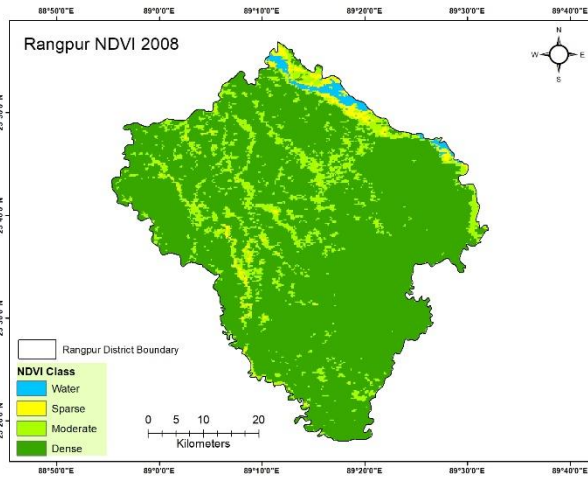 88°50'0"E 89°0'0"E 89°10'0"E 89°20'0"E 89°30'0"E 89°40'0"E
Rangpur NDVI 2008
N
W E
S
Rangpur District Boundary
NDVI Class
Water
Sparse
Moderate
Dense
0 5 10 20
Kilometers
88°50'0"E 89°0'0"E 89°10'0"E 89°20'0"E 89°30'0"E 89°40'0"E